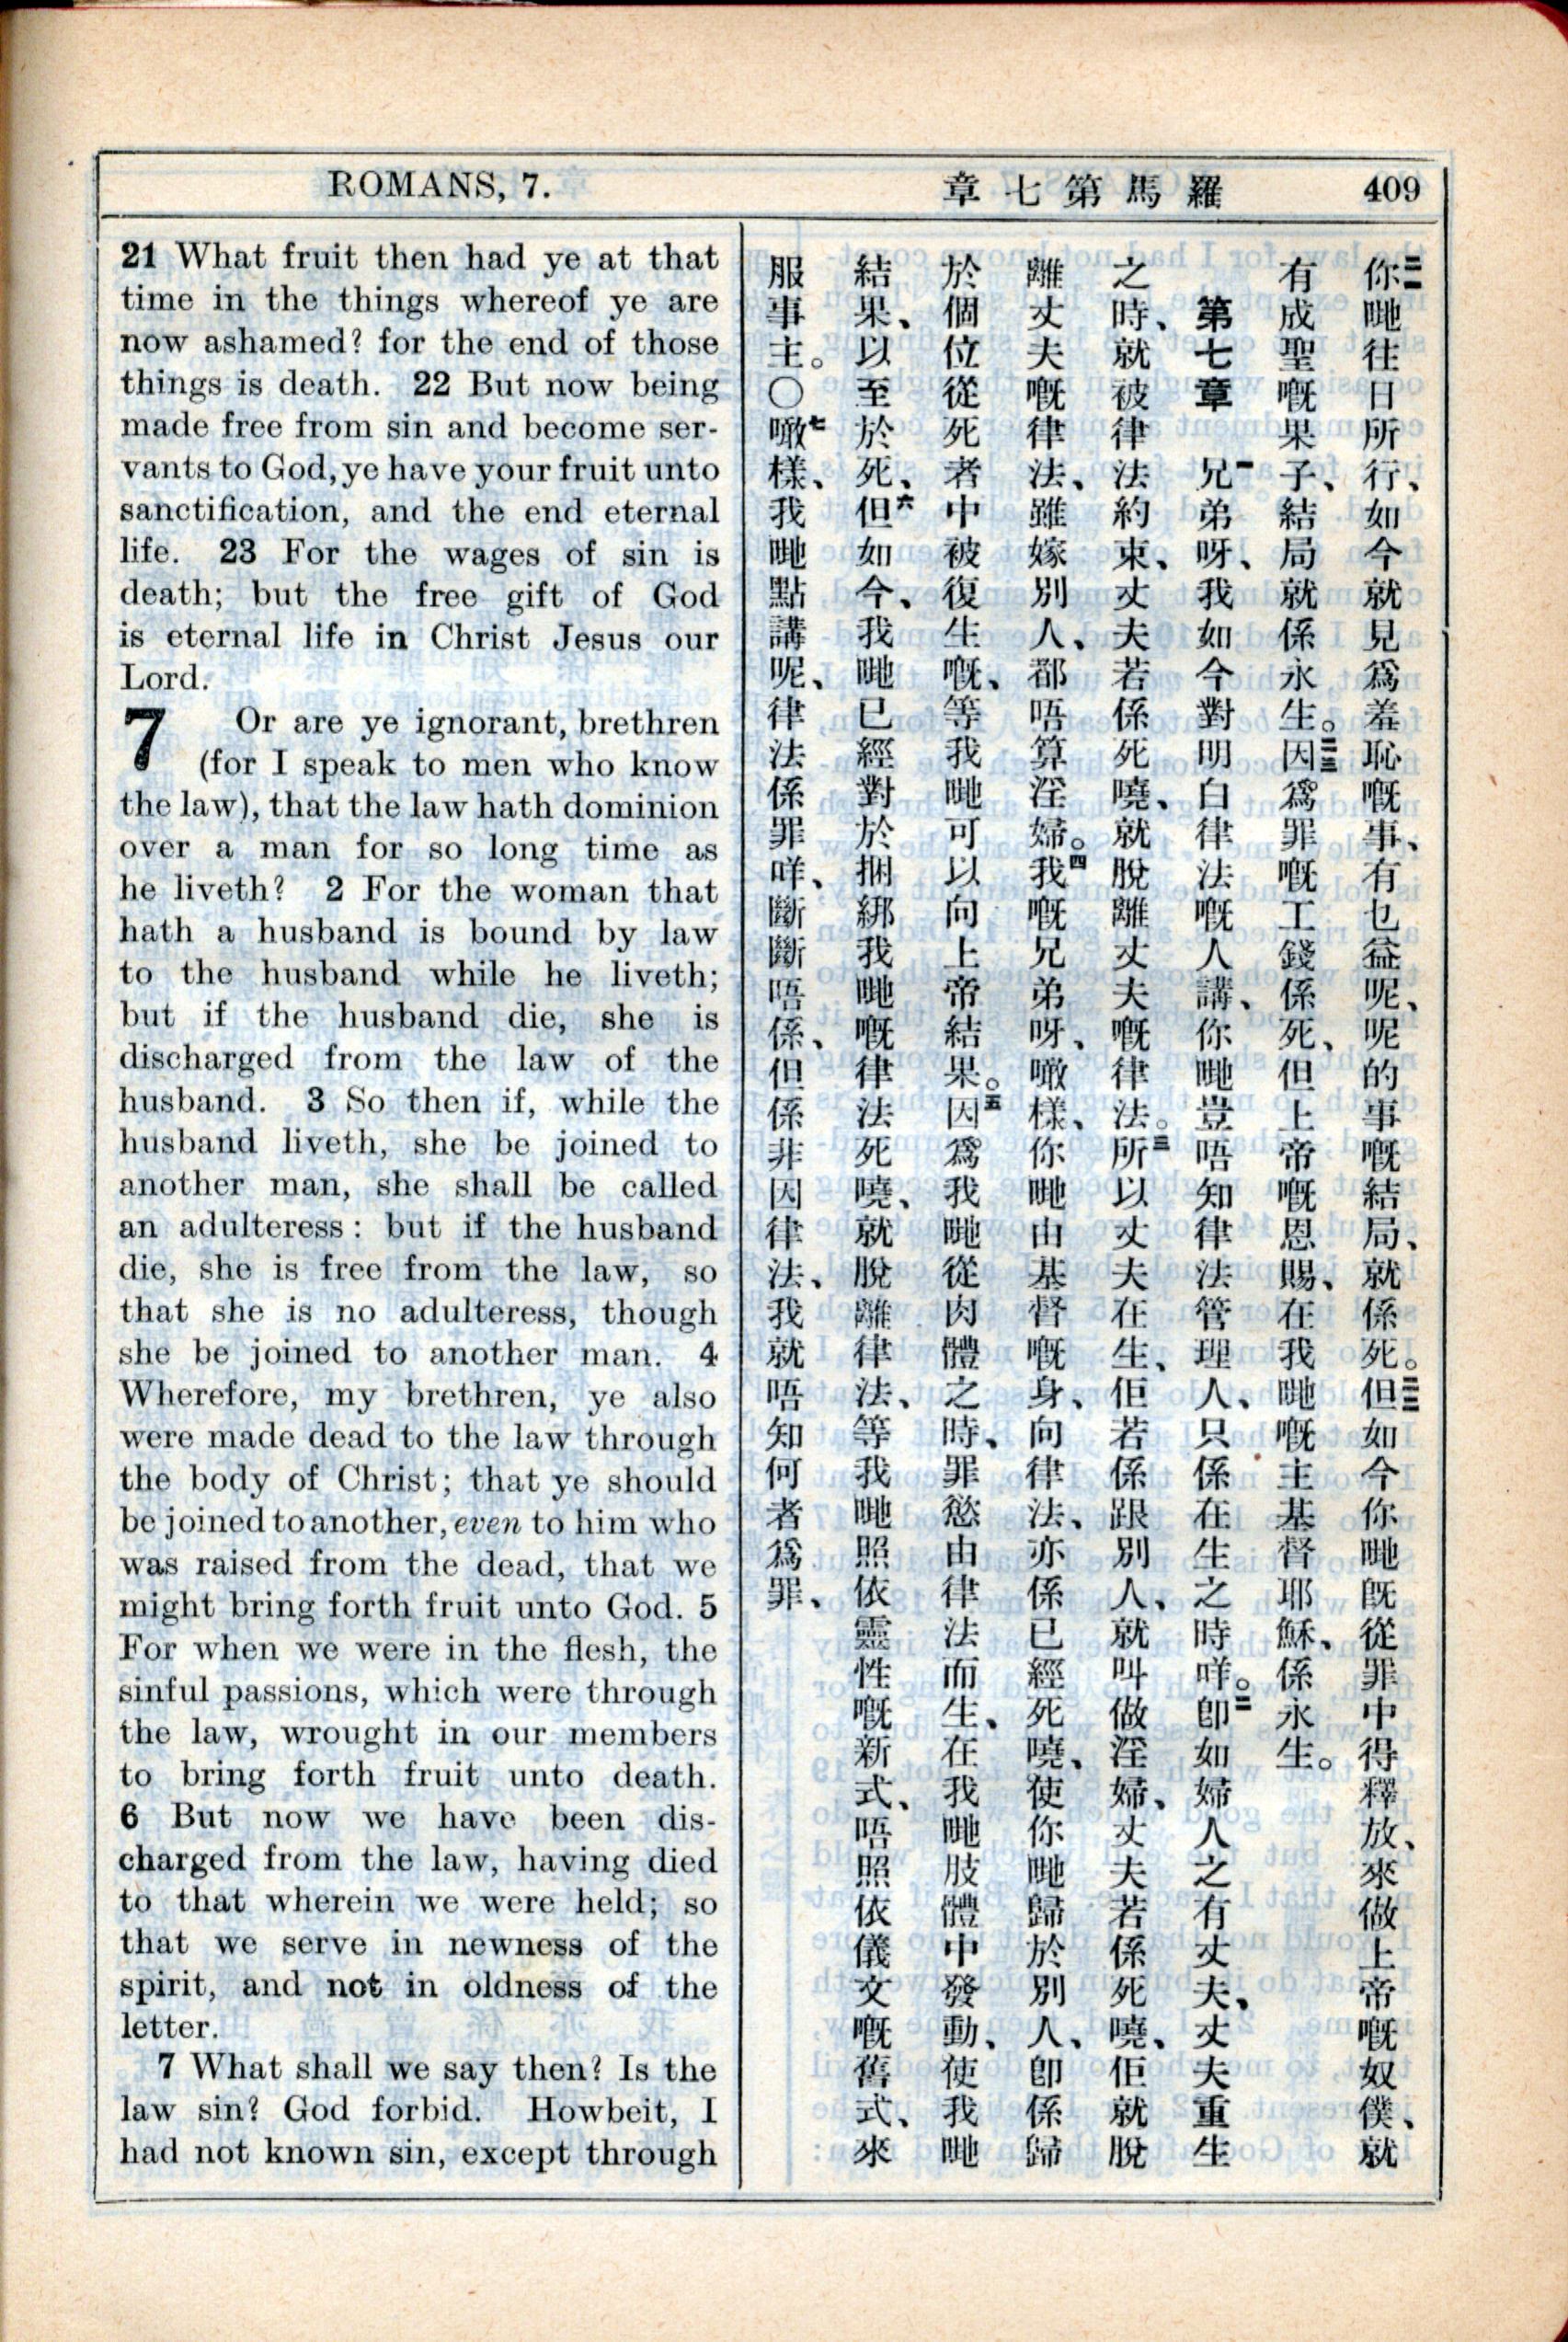 ROMANS, 7.
羅馬第七章
409
21 What fruit then had ye at that
time in the things whereof ye are
now ashamed? for the end of those
things is death. 22 But now being
made free from sin and become ser-
vants to God, ye have your fruit unto
sanctification, and the end eternal
life. 23 For the wages of sin is
death; but the free gift of God
is eternal life in Christ Jesus our
Lord.
7 Or are ye ignorant, brethren
(for I speak to men who know
the law), that the law hath dominion
over a man for so long time as
he liveth? 2 For the woman that
hath a husband is bound by law
to the husband while he liveth;
but if the husband die, she is
discharged from the law of the
husband. 3 So then if, while the
husband liveth, she be joined to
another man, she shall be called
an adulteress: but if the husband
die, she is free from the law, so
that she is no adulteress, though
she be joined to another man. 4
Wherefore, my brethren, ye also
were made dead to the law through
the body of Christ; that ye should
be joined to another, even to him who
was raised from the dead, that we
might bring forth fruit unto God. 5
For when we were in the flesh, the
sinful passions, which were through
the law, wrought in our members
to bring forth fruit unto death.
6 But now we have been dis-
charged from the law, having died
to that wherein we were held; so
that we serve in newness of the
spirit, and not in oldness of the
letter.
7 What shall we say then? Is the
law sin? God forbid. Howbeit, I
had not known sin, except through
你哋往日所行、如今就見爲羞恥嘅事、有乜益呢、呢的事嘅結局、就係死。但如今你哋既從罪中得釋放、來做上帝嘅奴僕、就
有成聖嘅果子、結局就係永生。因爲罪嘅工錢係死、但上帝嘅恩賜、在我哋嘅主基督耶穌、係永生。
第七章 兄弟呀、我如今對明白律法嘅人講、你哋豈唔知律法管理人、只係在生之時咩。卽如婦人之有丈夫、丈夫重生
之時、就被律法約束、丈夫若係死嘵、就脫離丈夫嘅律法。所以丈夫在生、佢若係跟別人、就叫做淫婦、丈夫若係死嘵、佢就脫
離丈夫嘅律法、雖嫁別人、都唔算淫婦。我嘅兄弟呀、噉樣、你哋由基督嘅身、向律法、亦係已經死嘵、使你哋歸於別人、卽係歸
於個位從死者中被復生嘅、等我哋可以向上帝結果。因爲我哋從肉體之時、罪慾由律法而生、在我哋肢體中發動、使我哋
結果、以至於死、但如今、我哋已經對於捆綁我哋嘅律法死嘵、就脫離律法、等我哋照依靈性嘅新式、唔照依儀文嘅舊式、來
服事主。〇噉樣、我哋點講呢、律法係罪咩、斷斷唔係、但係非因律法、我就唔知何者爲罪、